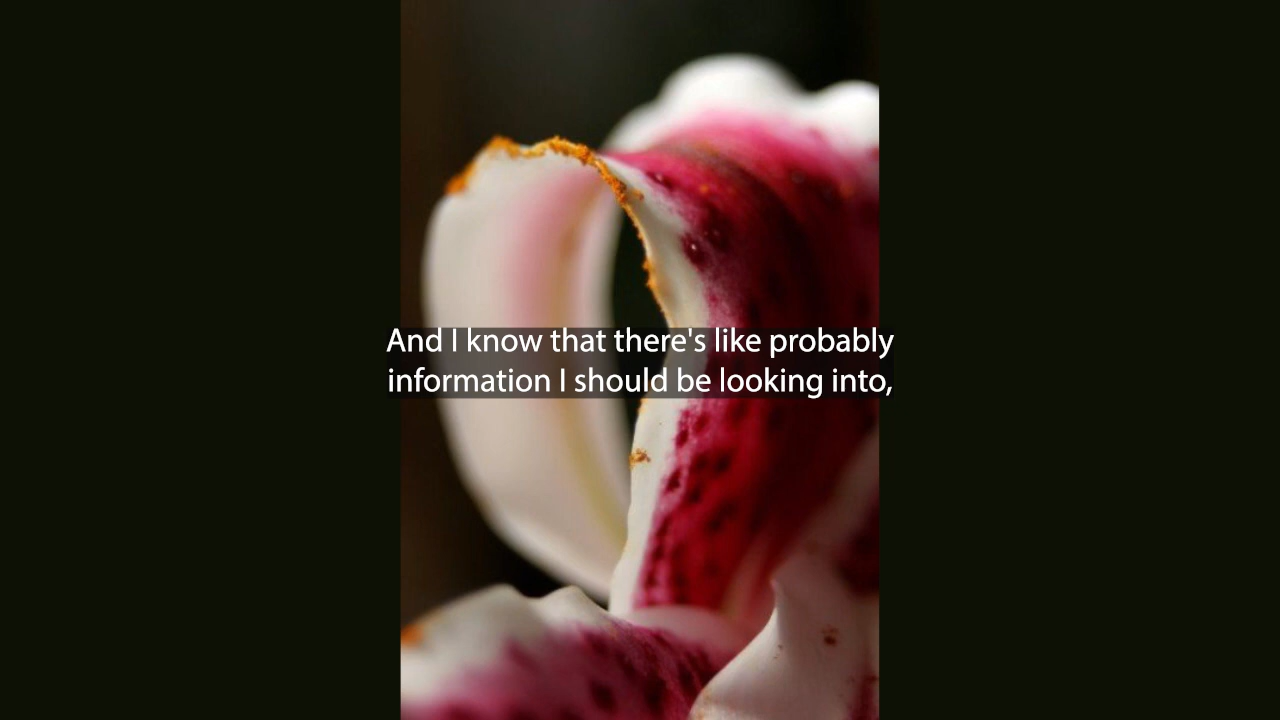 And I know that there's like probably
information I should be looking into,